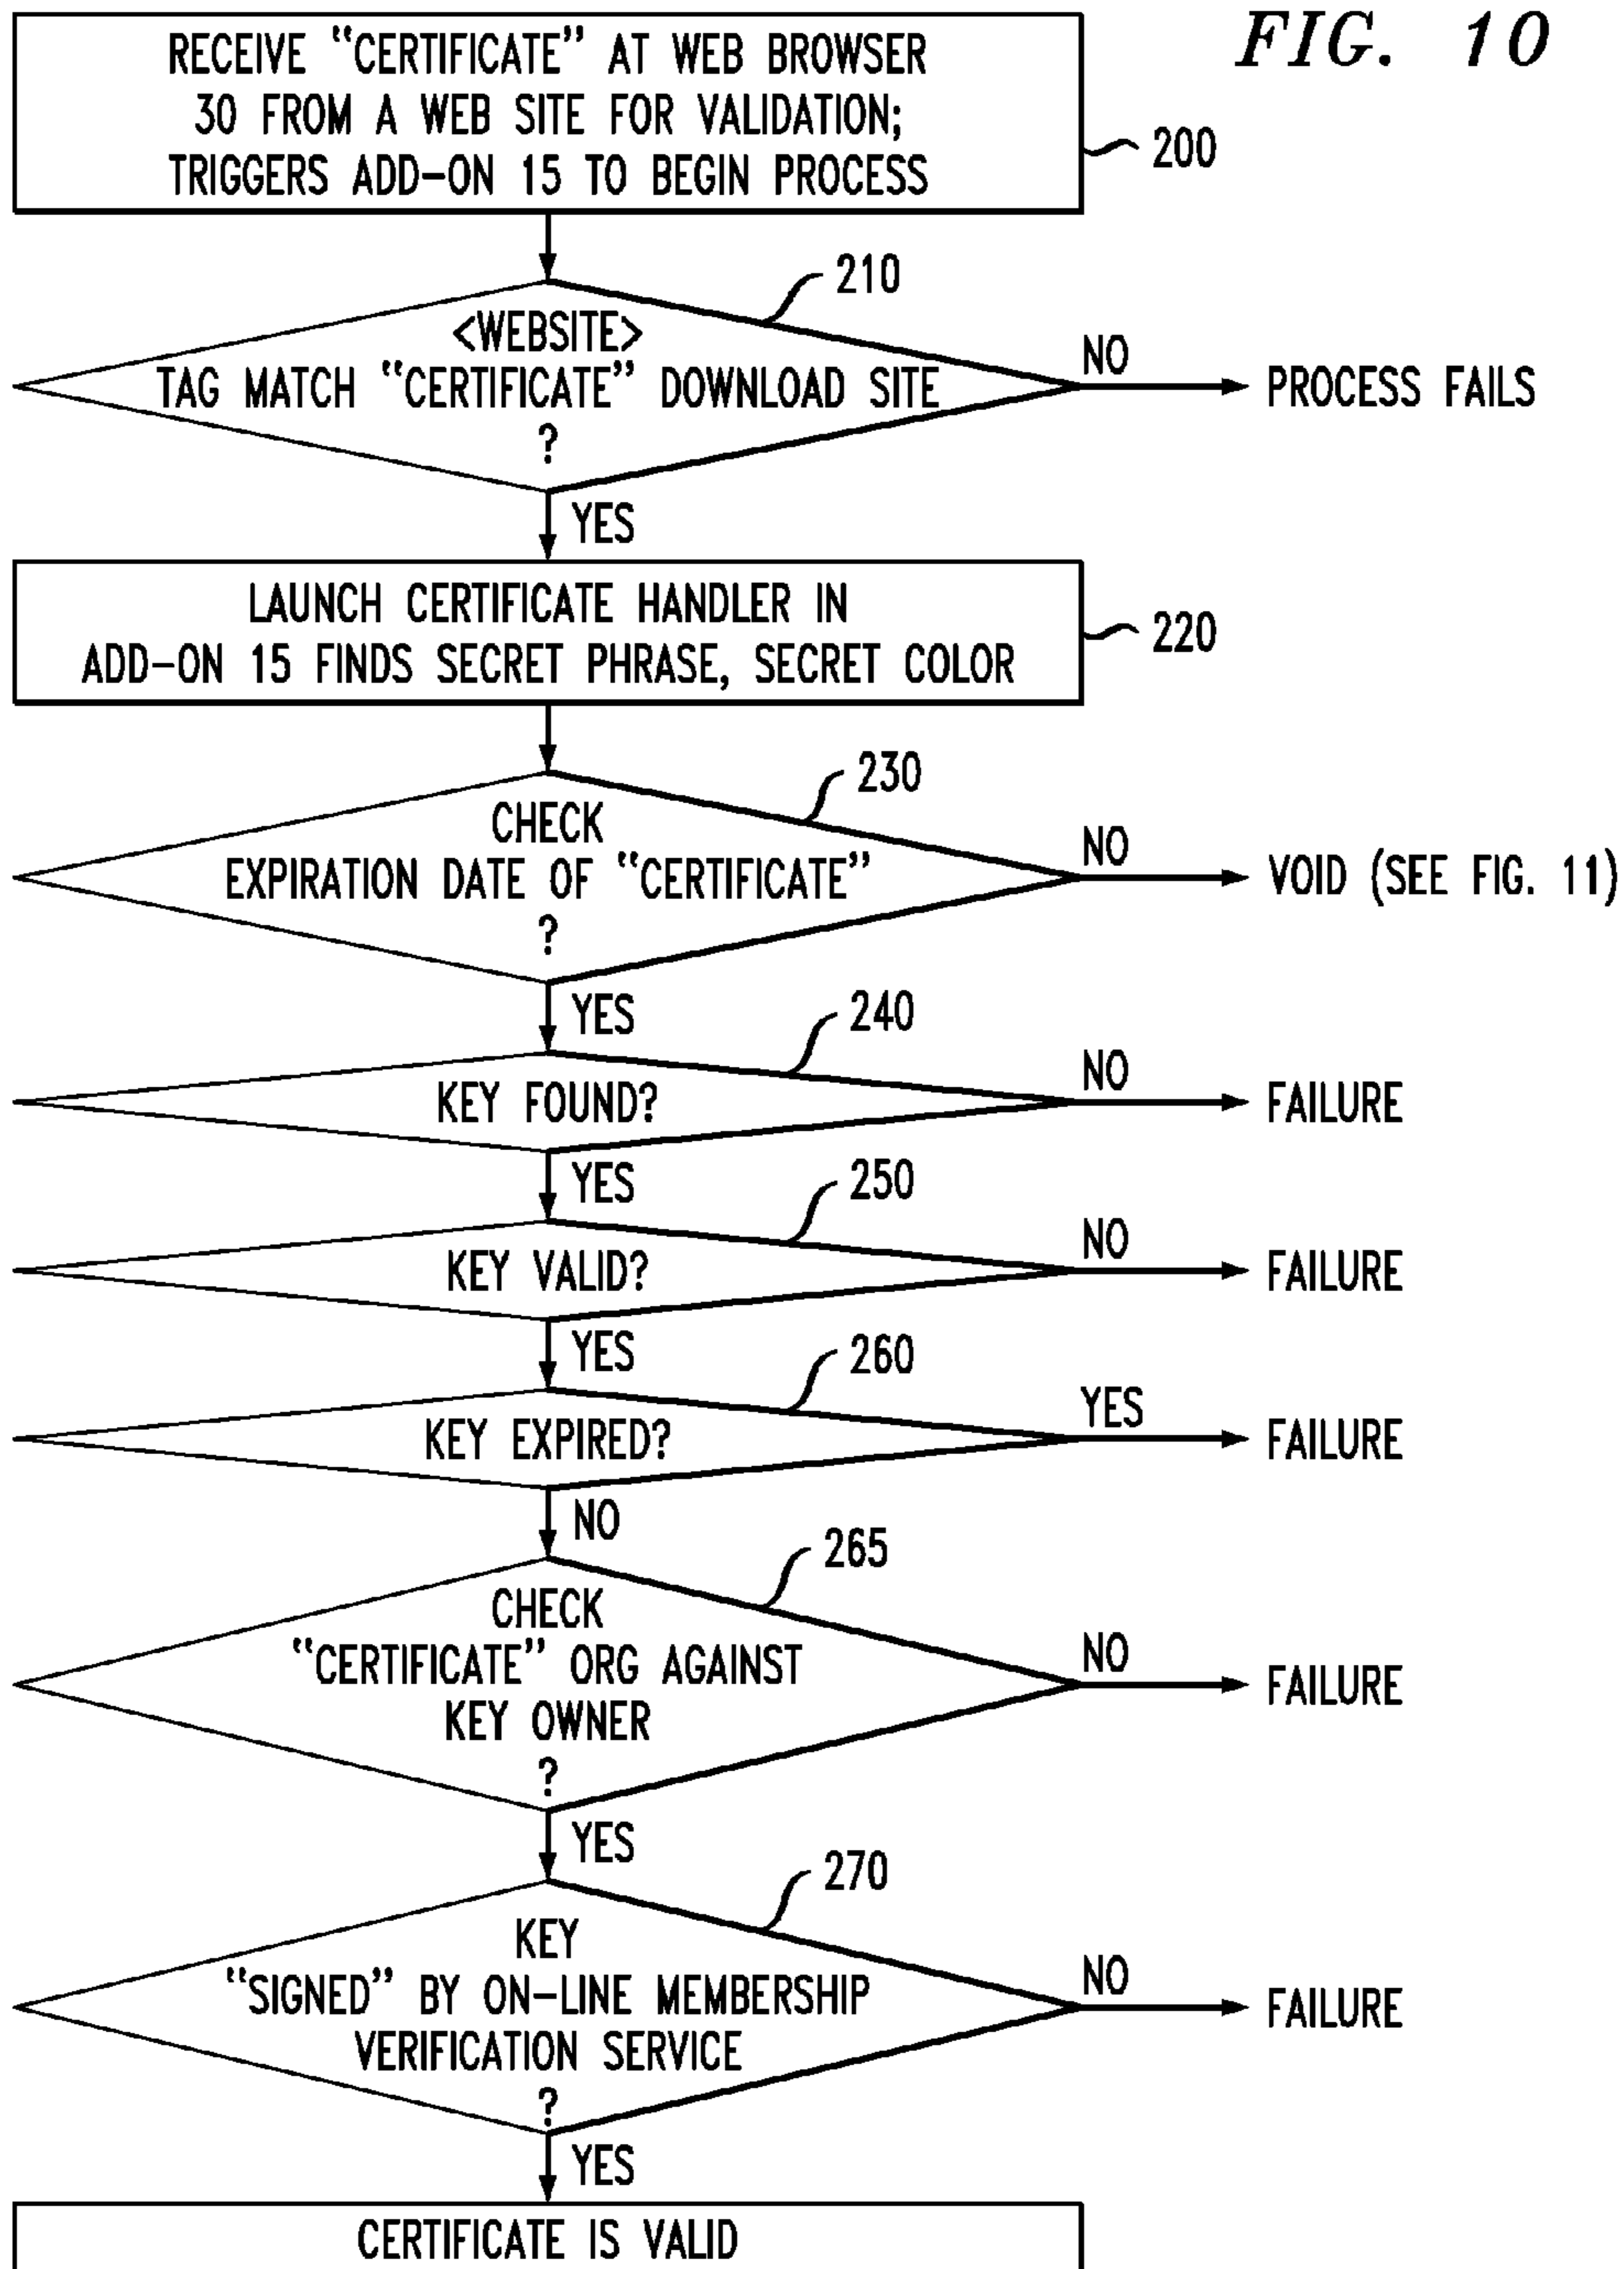 FIG. 10
RECEIVE “CERTIFICATE” AT WEB BROWSER
30 FROM A WEB SITE FOR VALIDATION;
TRIGGERS ADD-ON 15 TO BEGIN PROCESS
200
210
<WEBSITE>
TAG MATCH “CERTIFICATE” DOWNLOAD SITE
?
NO
PROCESS FAILS
YES
LAUNCH CERTIFICATE HANDLER IN
ADD-ON 15 FINDS SECRET PHRASE, SECRET COLOR
220
230
CHECK
EXPIRATION DATE OF “CERTIFICATE”
?
NO
VOID (SEE FIG. 11)
YES
240
KEY FOUND?
NO
FAILURE
YES
250
KEY VALID?
NO
FAILURE
YES
260
KEY EXPIRED?
YES
FAILURE
NO
265
CHECK
“CERTIFICATE” ORG AGAINST
KEY OWNER
?
NO
FAILURE
YES
270
KEY
“SIGNED” BY ON-LINE MEMBERSHIP
VERIFICATION SERVICE
?
NO
FAILURE
YES
CERTIFICATE IS VALID